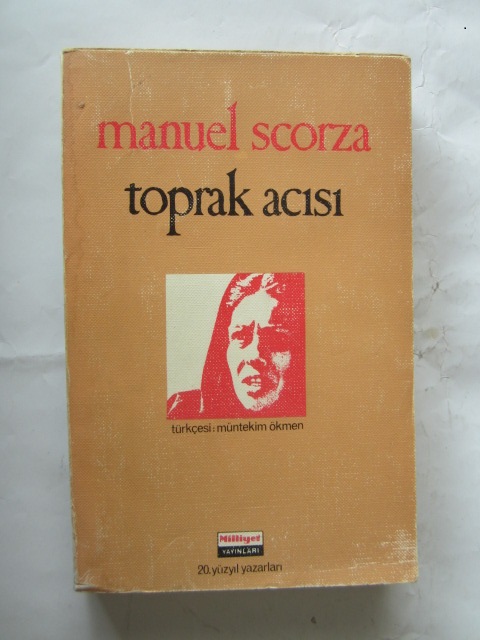 manuel scorza
toprak acısı
türkçesi: müntekim ökmen
Milliyet
YAYINLARI
20. yüzyıl yazarları